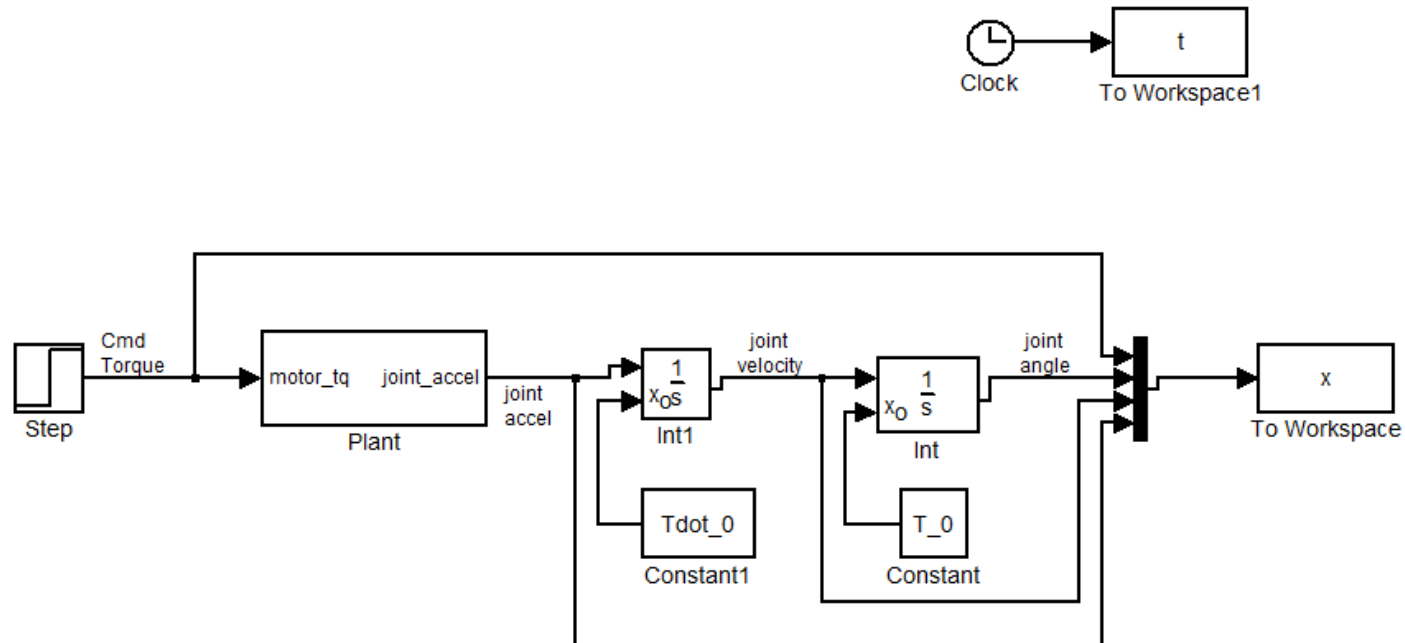 t
Clock
To Workspace1
Cmd
Torque
Step
motor_tq
joint_accel
Plant
joint
accel
1
s
xo
Int1
joint
velocity
1
s
xo
Int
joint
angle
x
To Workspace
Tdot_0
Constant1
T_0
Constant